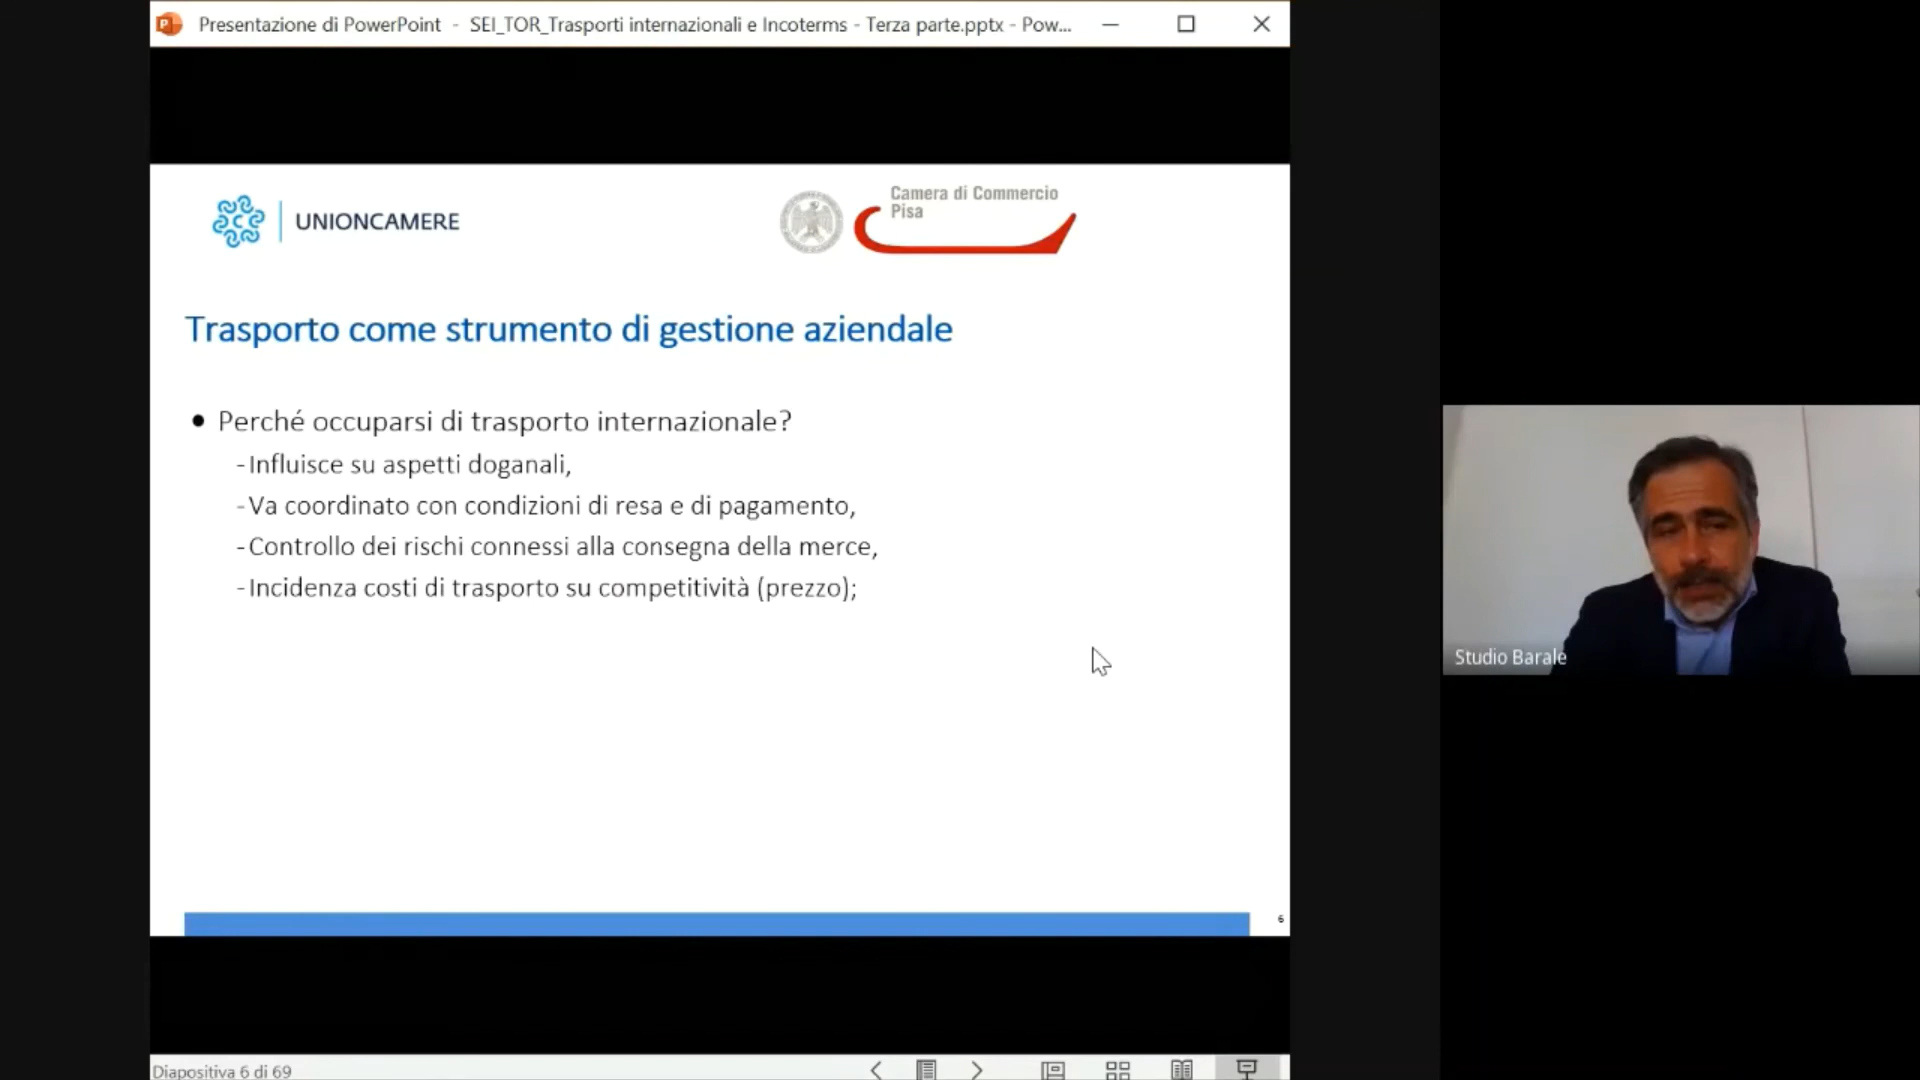 Presentazione di PowerPoint - SEI_TOR_Trasporti internazionali e Incoterms - Terza parte.pptx - Pow...
UNIONCAMERE
Camera di Commercio
Pisa
Trasporto come strumento di gestione aziendale
● Perché occuparsi di trasporto internazionale?
- Influisce su aspetti doganali,
- Va coordinato con condizioni di resa e di pagamento,
- Controllo dei rischi connessi alla consegna della merce,
- Incidenza costi di trasporto su competitività (prezzo);
Studio Barale
6
Diapositiva 6 di 69